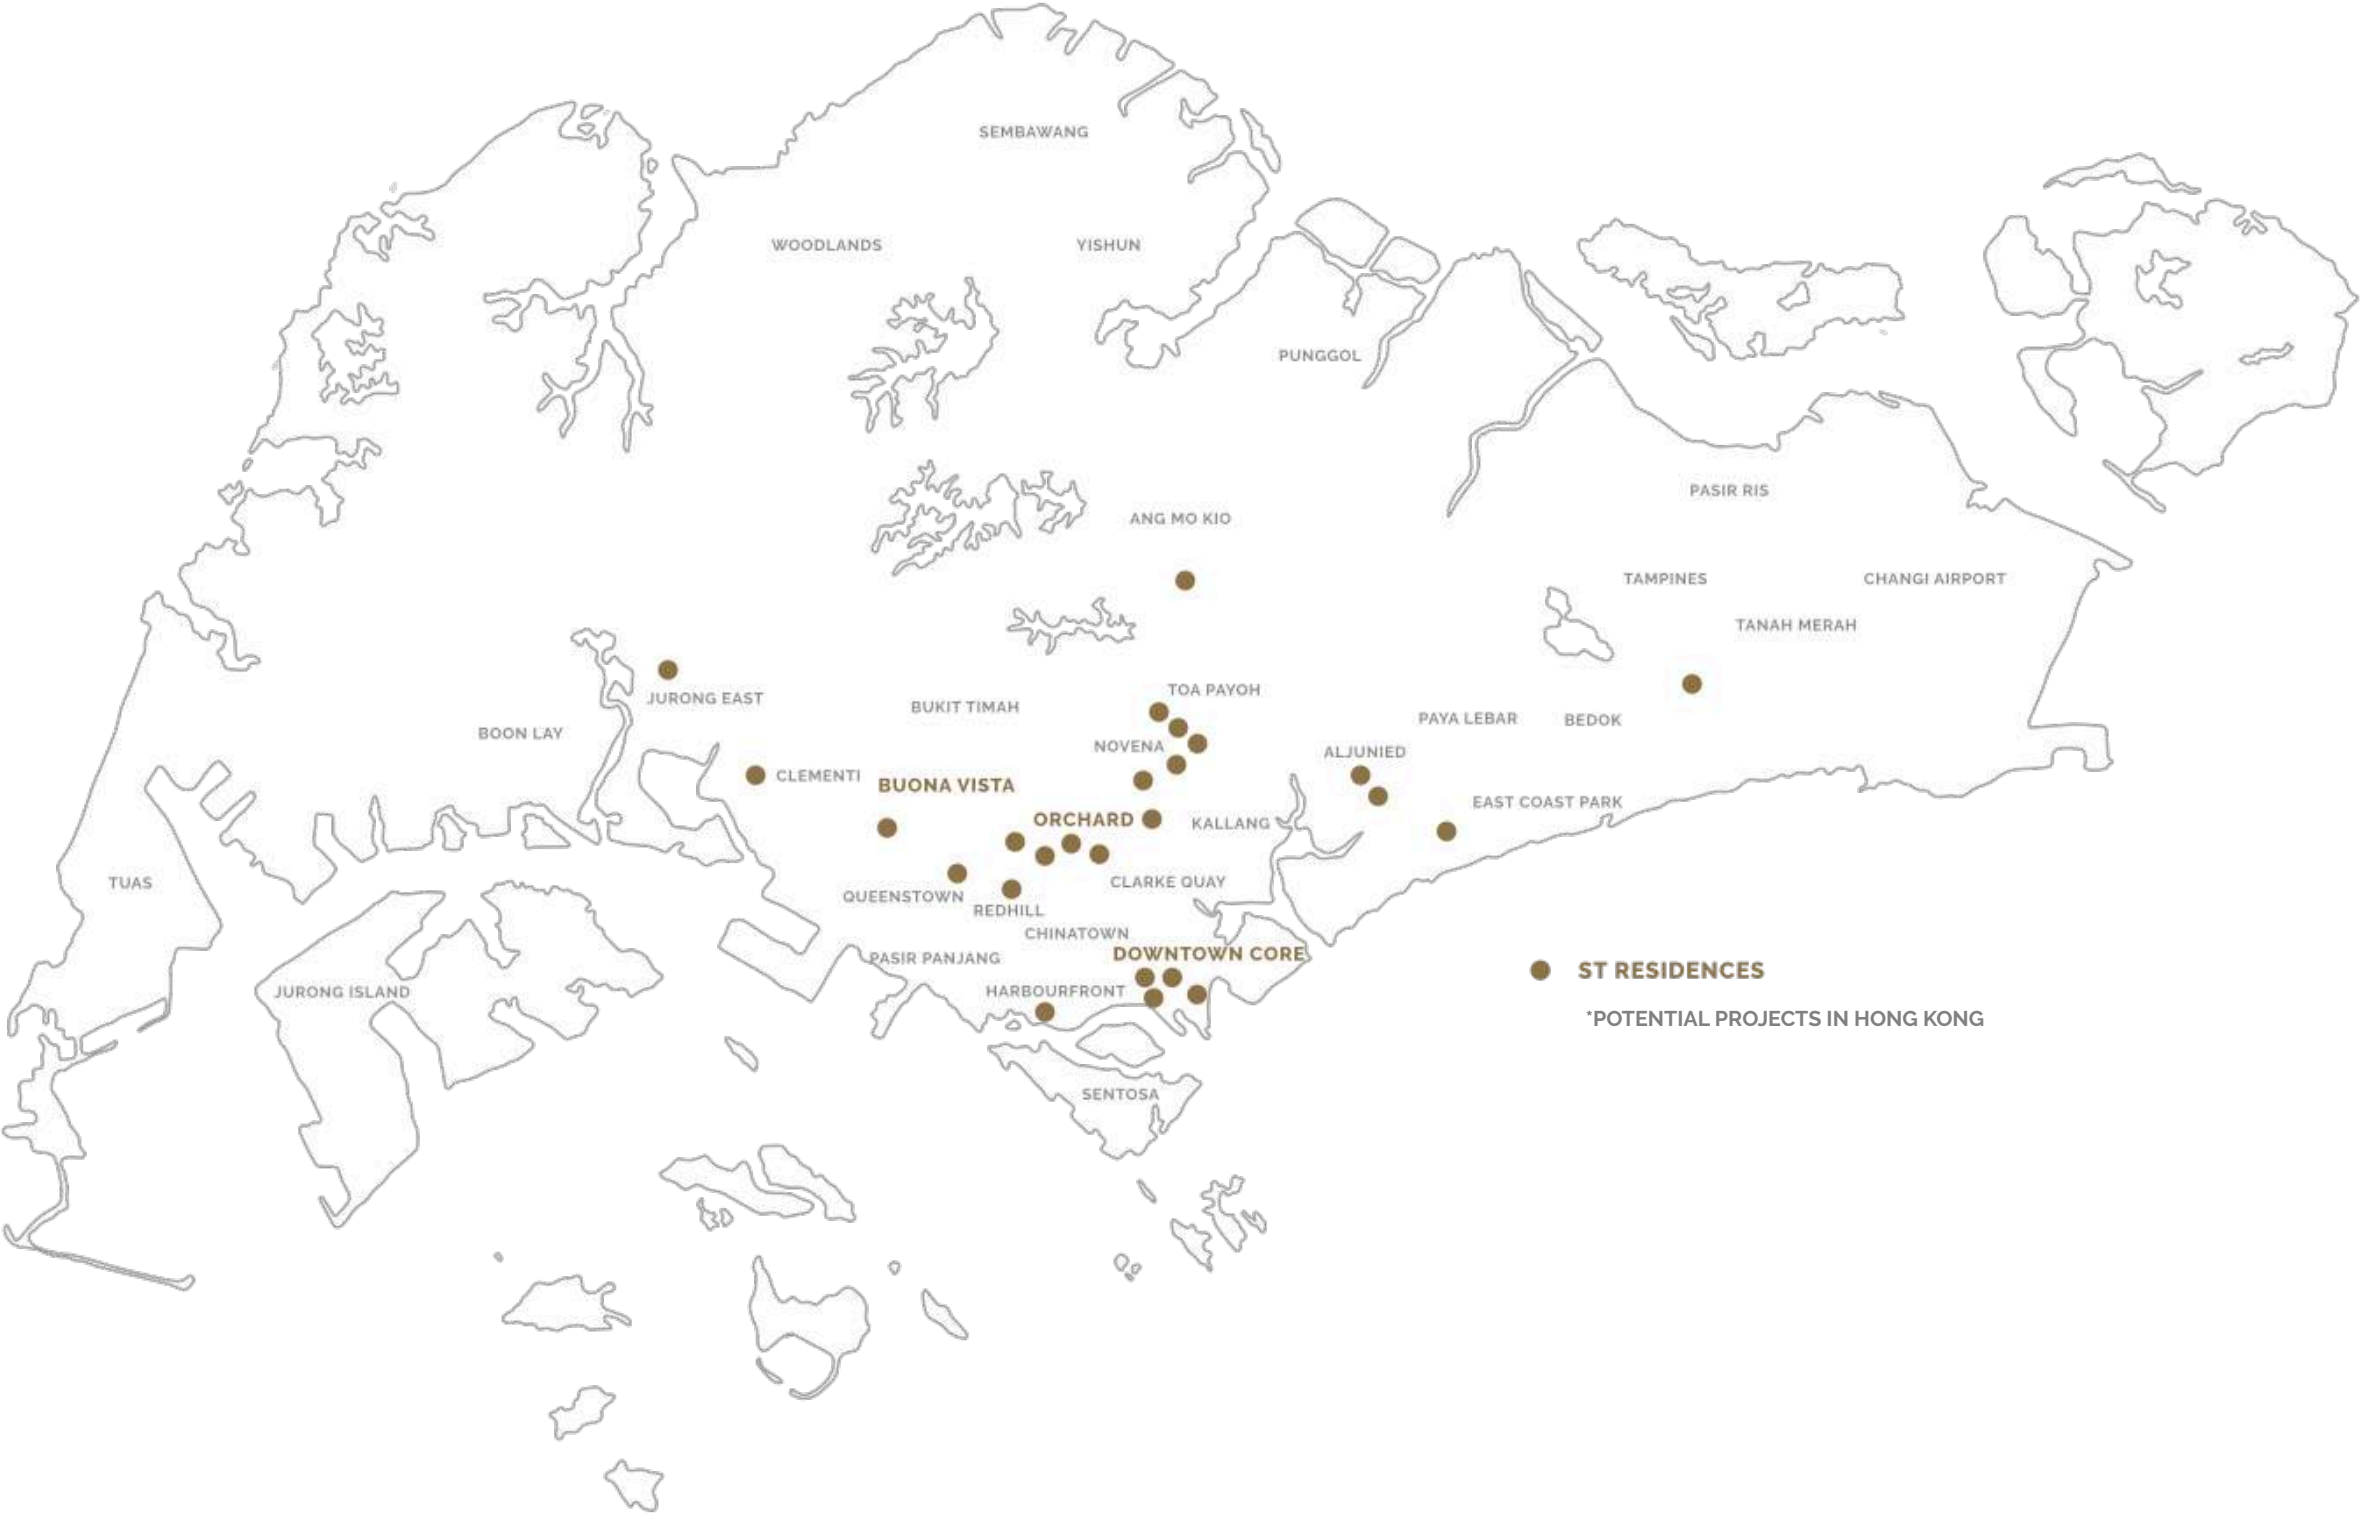 SEMBAWANG
WOODLANDS
YISHUN
PUNGGOL
PASIR RIS
ANG MO KIO
TAMPINES
CHANGI AIRPORT
TANAH MERAH
TOA PAYOH
JURONG EAST
BUKIT TIMAH
PAYA LEBAR
BEDOK
BOON LAY
NOVENA
ALJUNIED
CLEMENTI
BUONA VISTA
EAST COAST PARK
ORCHARD
KALLANG
TUAS
CLARKE QUAY
QUEENSTOWN
REDHILL
CHINATOWN
DOWNTOWN CORE
PASIR PANJANG
ST RESIDENCES
JURONG ISLAND
HARBOURFRONT
*POTENTIAL PROJECTS IN HONG KONG
SENTOSA